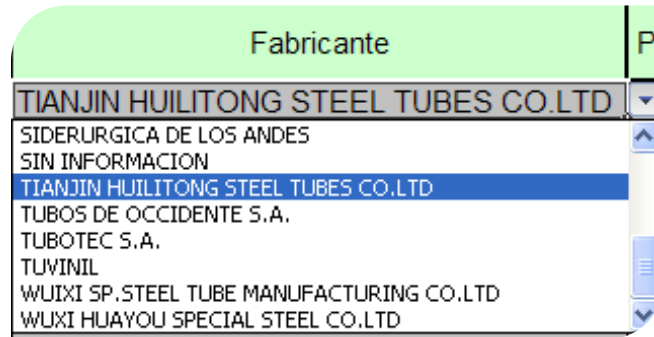 Fabricante
P
TIANJIN HUILITONG STEEL TUBES CO.LTD
SIDERURGICA DE LOS ANDES
SIN INFORMACION
TIANJIN HUILITONG STEEL TUBES CO.LTD
TUBOS DE OCCIDENTE S.A.
TUBOTEC S.A.
TUVINIL
WUIXI SP.STEEL TUBE MANUFACTURING CO.LTD
WUXI HUAYOU SPECIAL STEEL CO.LTD